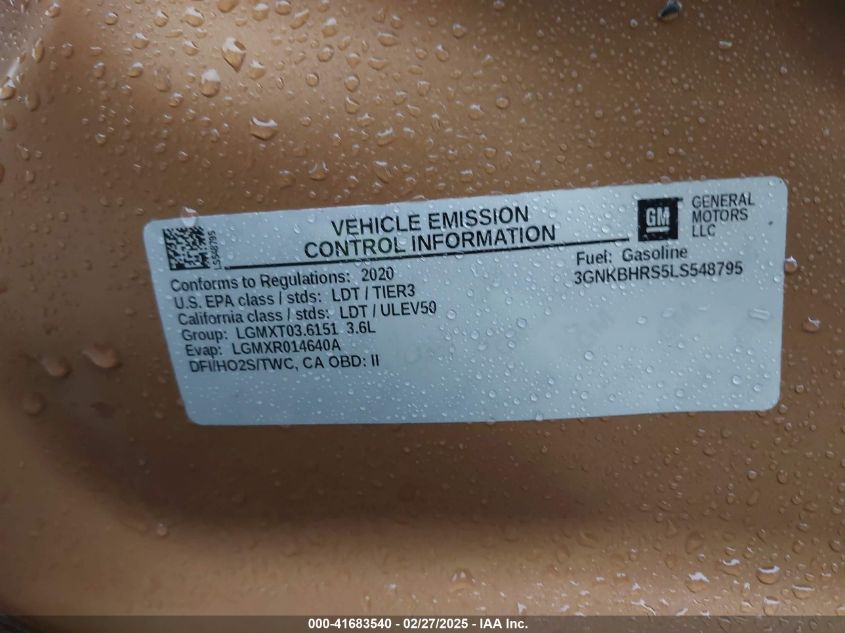 LS548795
VEHICLE EMISSION
CONTROL INFORMATION
GM
GENERAL
MOTORS
LLC
Conforms to Regulations: 2020
U.S. EPA class / stds: LDT / TIER3
California class / stds: LDT / ULEV50
Group: LGMXT03.6151 3.6L
Evap: LGMXR014640A
DFI/HO2S/TWC, CA OBD: II
Fuel: Gasoline
3GNKBHRS5LS548795
000-41683540 - 02/27/2025 - IAA Inc.